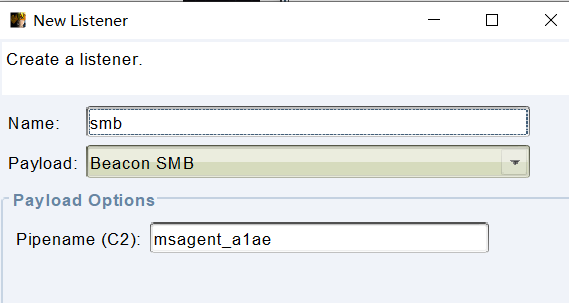 New Listener
Create a listener.
Name: smb
Payload: Beacon SMB
Payload Options
Pipename (C2): msagent_a1ae